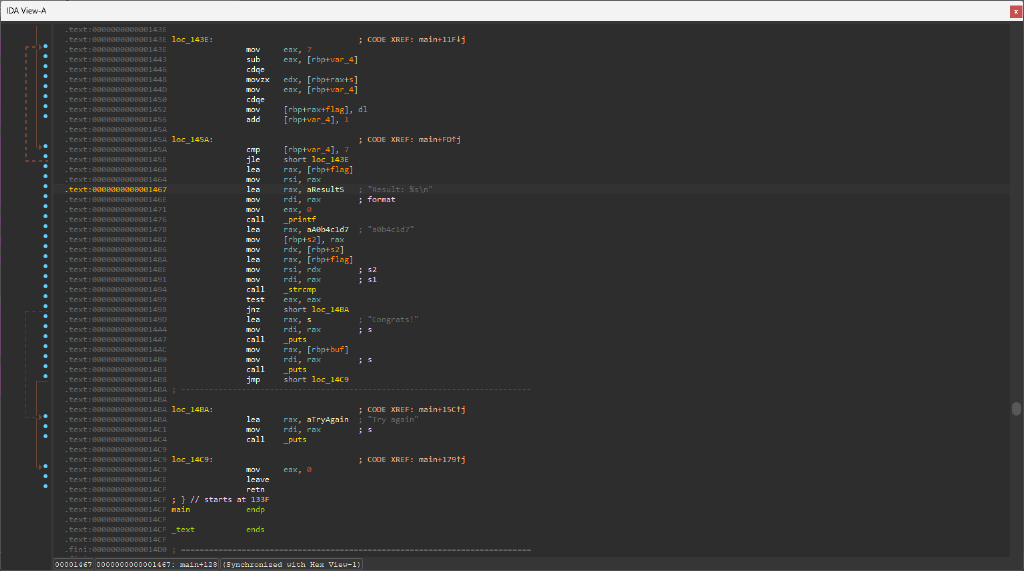 IDA View-A
x
.text:000000000000143E
.text:000000000000143E loc_143E: ; CODE XREF: main+11F↓j
.text:000000000000143E mov eax, 7
.text:0000000000001443 sub eax, [rbp+var_4]
.text:0000000000001446 cdqe
.text:0000000000001448 movzx edx, [rbp+rax+s]
.text:000000000000144D mov eax, [rbp+var_4]
.text:0000000000001450 cdqe
.text:0000000000001452 mov [rbp+rax+flag], dl
.text:0000000000001456 add [rbp+var_4], 1
.text:000000000000145A
.text:000000000000145A loc_145A: ; CODE XREF: main+FD↑j
.text:000000000000145A cmp [rbp+var_4], 7
.text:000000000000145E jle short loc_143E
.text:0000000000001460 lea rax, [rbp+flag]
.text:0000000000001464 mov rsi, rax
.text:0000000000001467 lea rax, aResultS ; "Result: %s\n"
.text:000000000000146E mov rdi, rax ; format
.text:0000000000001471 mov eax, 0
.text:0000000000001476 call _printf
.text:000000000000147B lea rax, aA0b4c1d7 ; "a0b4c1d7"
.text:0000000000001482 mov [rbp+s2], rax
.text:0000000000001486 mov rdx, [rbp+s2]
.text:000000000000148A lea rax, [rbp+flag]
.text:000000000000148E mov rsi, rdx ; s2
.text:0000000000001491 mov rdi, rax ; s1
.text:0000000000001494 call _strcmp
.text:0000000000001499 test eax, eax
.text:000000000000149B jnz short loc_14BA
.text:000000000000149D lea rax, s ; "Congrats!"
.text:00000000000014A4 mov rdi, rax ; s
.text:00000000000014A7 call _puts
.text:00000000000014AC mov rax, [rbp+buf]
.text:00000000000014B0 mov rdi, rax ; s
.text:00000000000014B3 call _puts
.text:00000000000014B8 jmp short loc_14C9
.text:00000000000014BA ; ---------------------------------------------------------------------------
.text:00000000000014BA
.text:00000000000014BA loc_14BA: ; CODE XREF: main+15C↑j
.text:00000000000014BA lea rax, aTryAgain ; "Try again"
.text:00000000000014C1 mov rdi, rax ; s
.text:00000000000014C4 call _puts
.text:00000000000014C9
.text:00000000000014C9 loc_14C9: ; CODE XREF: main+179↑j
.text:00000000000014C9 mov eax, 0
.text:00000000000014CE leave
.text:00000000000014CF retn
.text:00000000000014CF ; } // starts at 133F
.text:00000000000014CF main endp
.text:00000000000014CF
.text:00000000000014CF _text ends
.text:00000000000014CF
.fini:00000000000014D0 ; ===========================================================================
00001467 0000000000001467: main+128 (Synchronized with Hex View-1)